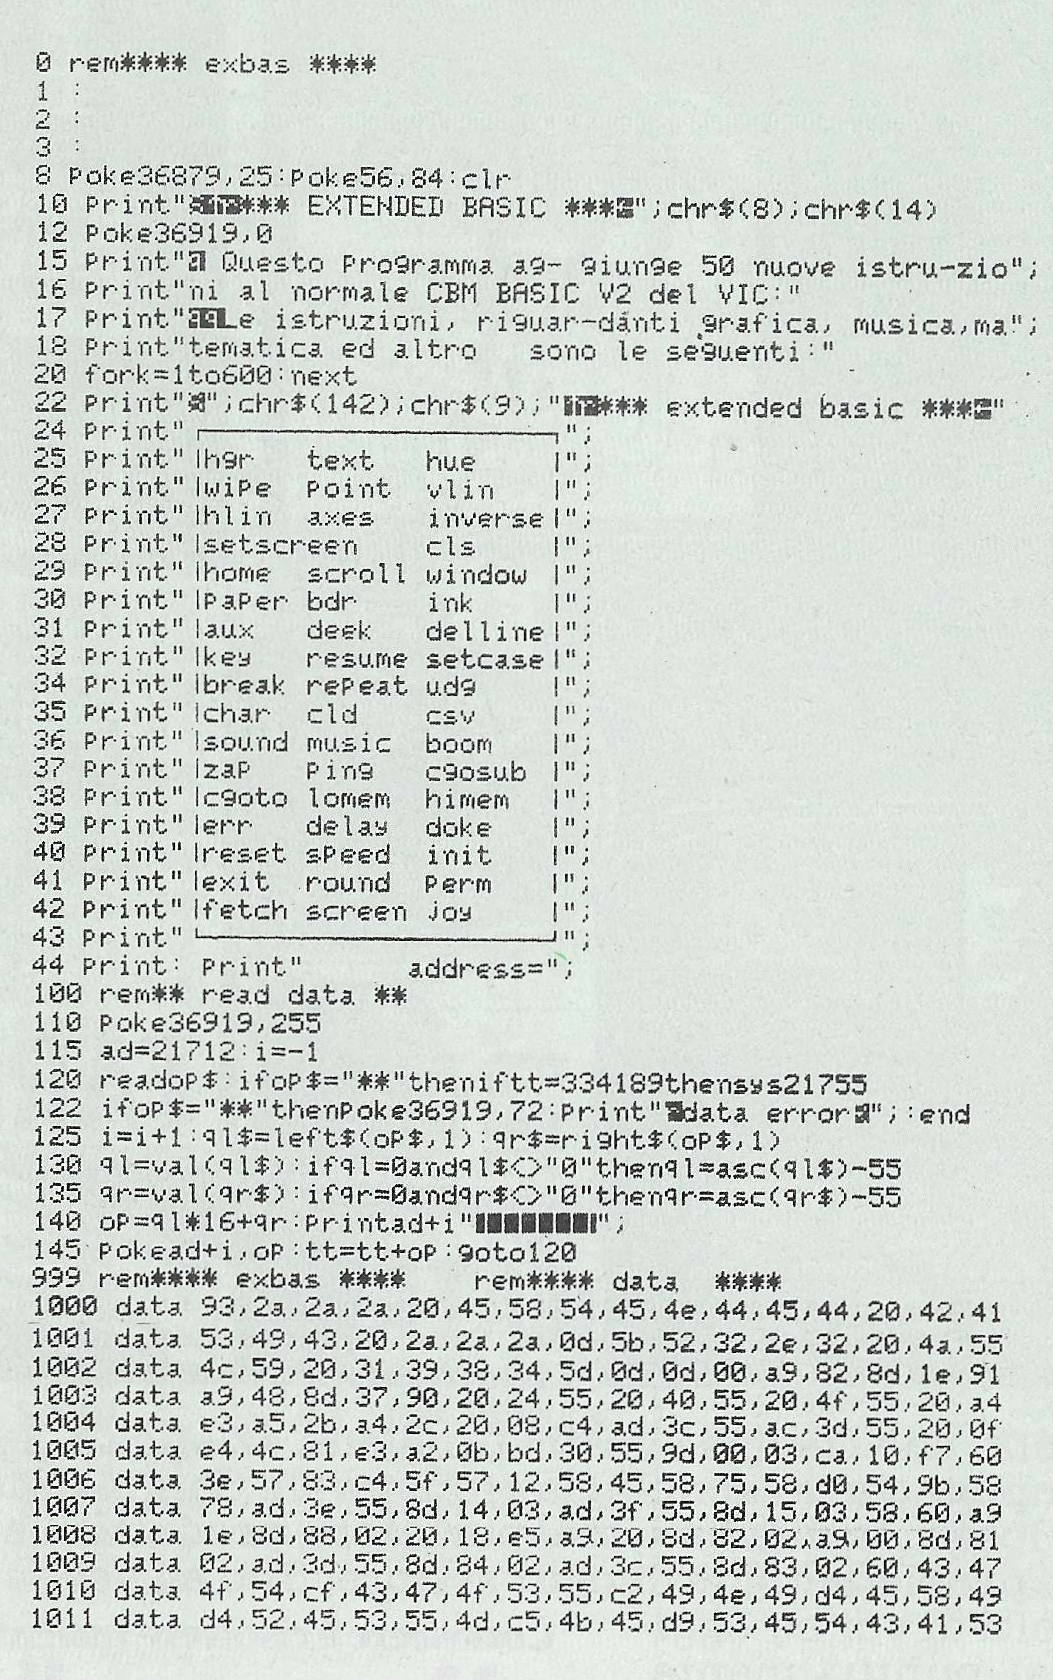 0 rem**** exbas ****
1 :
2 :
3 :
8 poke36879,25:poke56,84:clr
10 print"*** EXTENDED BASIC ***";chr$(8);chr$(14)
12 poke36919,0
15 print" Questo programma ag- giunge 50 nuove istru-zio";
16 print"ni al normale CBM BASIC V2 del VIC:"
17 print"Le istruzioni, riguar-danti grafica, musica,ma";
18 print"tematica ed altro   sono le seguenti:"
20 fork=1to600:next
22 print"";chr$(142);chr$(9);"*** extended basic ***"
24 print" ";
25 print" |hgr   text   hue    |";
26 print" |wipe  point  vlin   |";
27 print" |hlin  axes   inverse|";
28 print" |setscreen    cls    |";
29 print" |home  scroll window |";
30 print" |paper bdr    ink    |";
31 print" |aux   deek   delline|";
32 print" |key   resume setcase|";
34 print" |break repeat udg    |";
35 print" |char  cld    csv    |";
36 print" |sound music  boom   |";
37 print" |zap   ping   cgosub |";
38 print" |cgoto lomem  himem  |";
39 print" |err   delay  doke   |";
40 print" |reset speed  init   |";
41 print" |exit  round  perm   |";
42 print" |fetch screen joy    |";
43 print" ";
44 print: print"      address=";
100 rem** read data **
110 poke36919,255
115 ad=21712:i=-1
120 readop$:ifop$="**"theniftt=334189thensys21755
122 ifop$="**"thenpoke36919,72:print"data error";:end
125 i=i+1:ql$=left$(op$,1):qr$=right$(op$,1)
130 ql=val(ql$):ifql=0andql$<>"0"thenql=asc(ql$)-55
135 qr=val(qr$):ifqr=0andqr$<>"0"thenqr=asc(qr$)-55
140 op=ql*16+qr:printad+i"";
145 pokead+i,op:tt=tt+op:goto120
999 rem**** exbas ****    rem**** data  ****
1000 data 93,2a,2a,2a,20,45,58,54,45,4e,44,45,44,20,42,41
1001 data 53,49,43,20,2a,2a,2a,0d,5b,52,32,2e,32,20,4a,55
1002 data 4c,59,20,31,39,38,34,5d,0d,0d,00,a9,82,8d,1e,91
1003 data a9,48,8d,37,90,20,24,55,20,40,55,20,4f,55,20,a4
1004 data e3,a5,2b,a4,2c,20,08,c4,ad,3c,55,ac,3d,55,20,0f
1005 data e4,4c,81,e3,a2,0b,bd,30,55,9d,00,03,ca,10,f7,60
1006 data 3e,57,83,c4,5f,57,12,58,45,58,75,58,d0,54,9b,58
1007 data 78,ad,3e,55,8d,14,03,ad,3f,55,8d,15,03,58,60,a9
1008 data 1e,8d,88,02,20,18,e5,a9,20,8d,82,02,a9,00,8d,81
1009 data 02,ad,3d,55,8d,84,02,ad,3c,55,8d,83,02,60,43,47
1010 data 4f,54,cf,43,47,4f,53,55,c2,49,4e,49,d4,45,58,49
1011 data d4,52,45,53,55,4d,c5,4b,45,d9,53,45,54,43,41,53